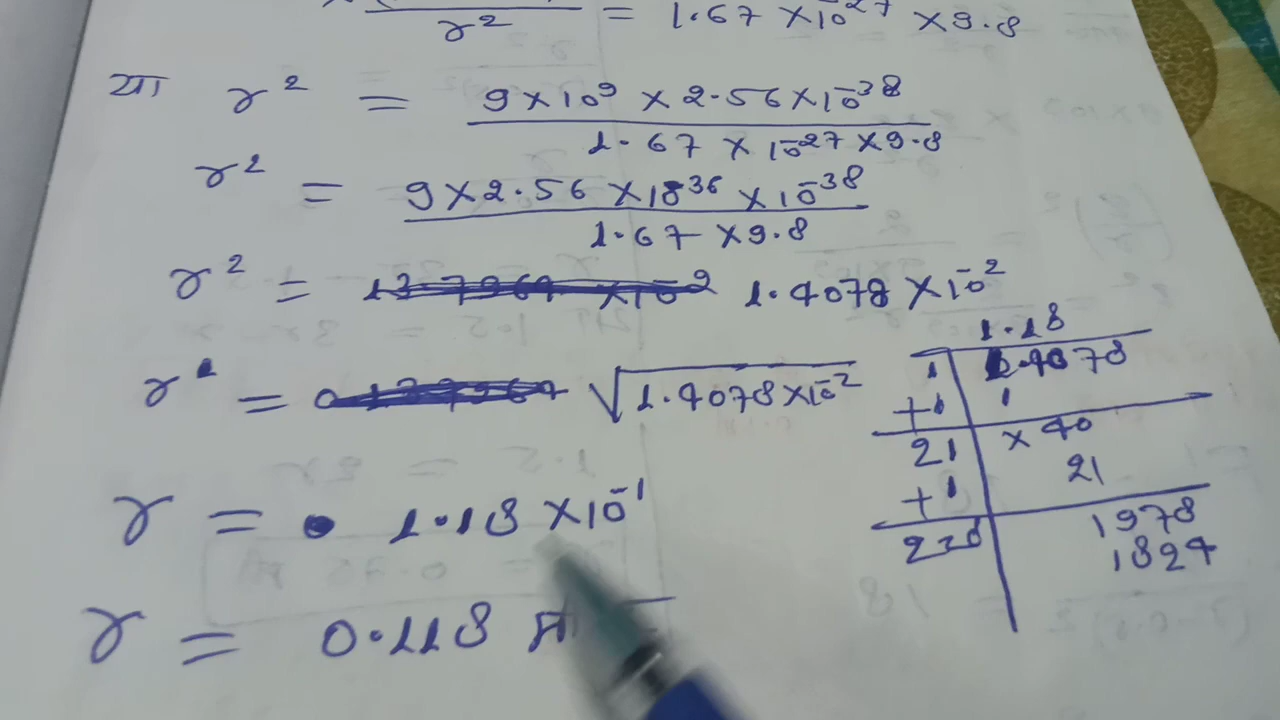 r² = 1.67 × 10⁻²⁷ × 9.8
या r² = 9 × 10⁹ × 2.56 × 10⁻³⁸ / 1.67 × 10⁻²⁷ × 9.8
r² = 9 × 2.56 × 10³⁶ × 10⁻³⁸ / 1.67 × 9.8
r² = 1.4078 × 10⁻²
r = √1.4078 × 10⁻²
r = 1.18 × 10⁻¹
r = 0.118 मी
1.18
1 1.4078
+1 1
21 × 40
+1 21
228 1978
1824